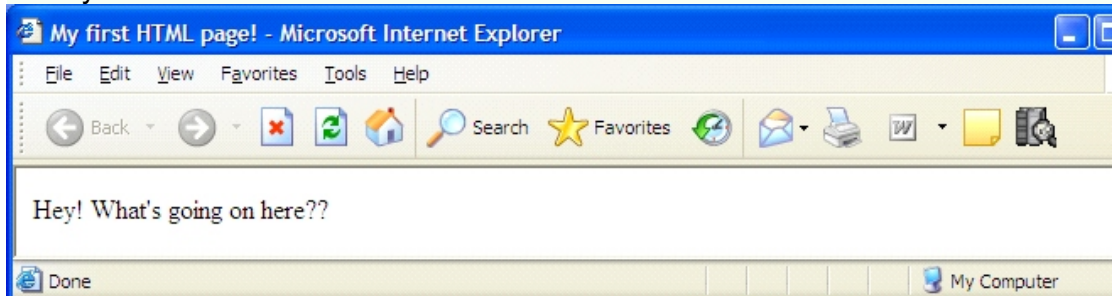 My first HTML page! - Microsoft Internet Explorer
File Edit View Favorites Tools Help
Back Search Favorites W
Hey! What's going on here??
Done My Computer